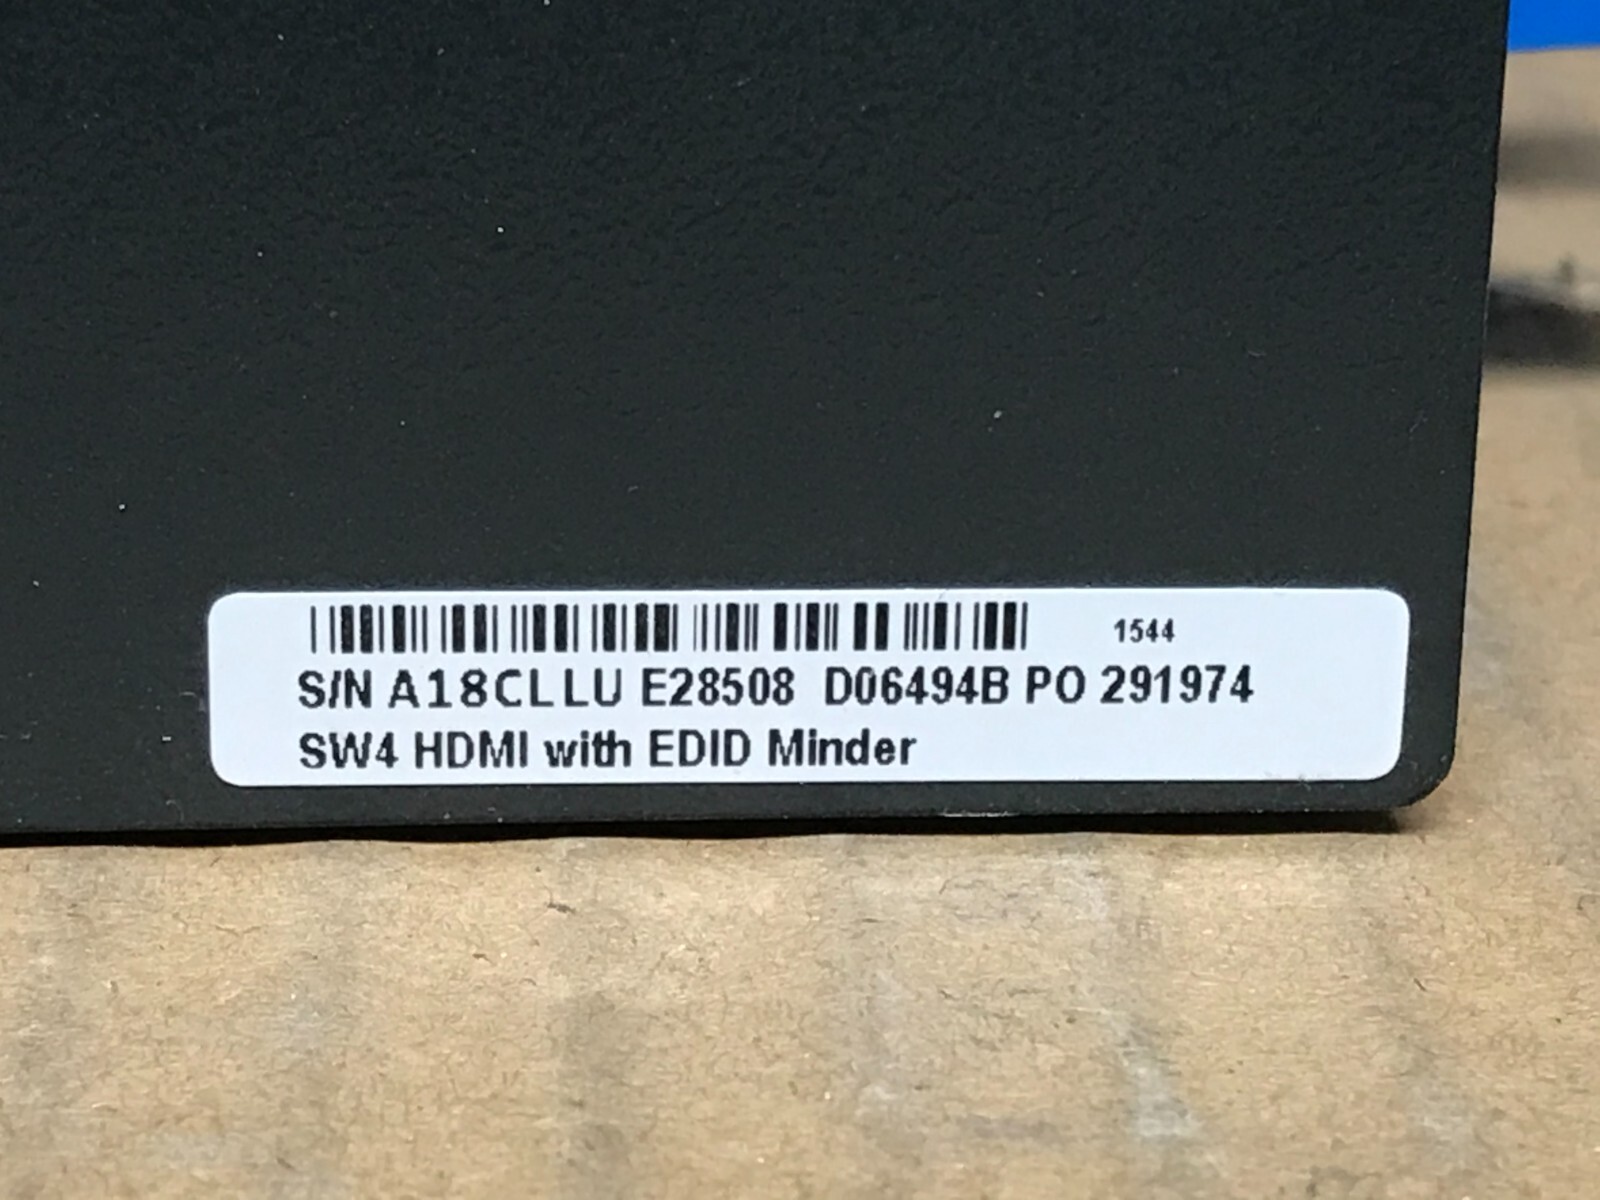 1544
S/N A18CLLU E28508 D06494B PO 291974
SW4 HDMI with EDID Minder